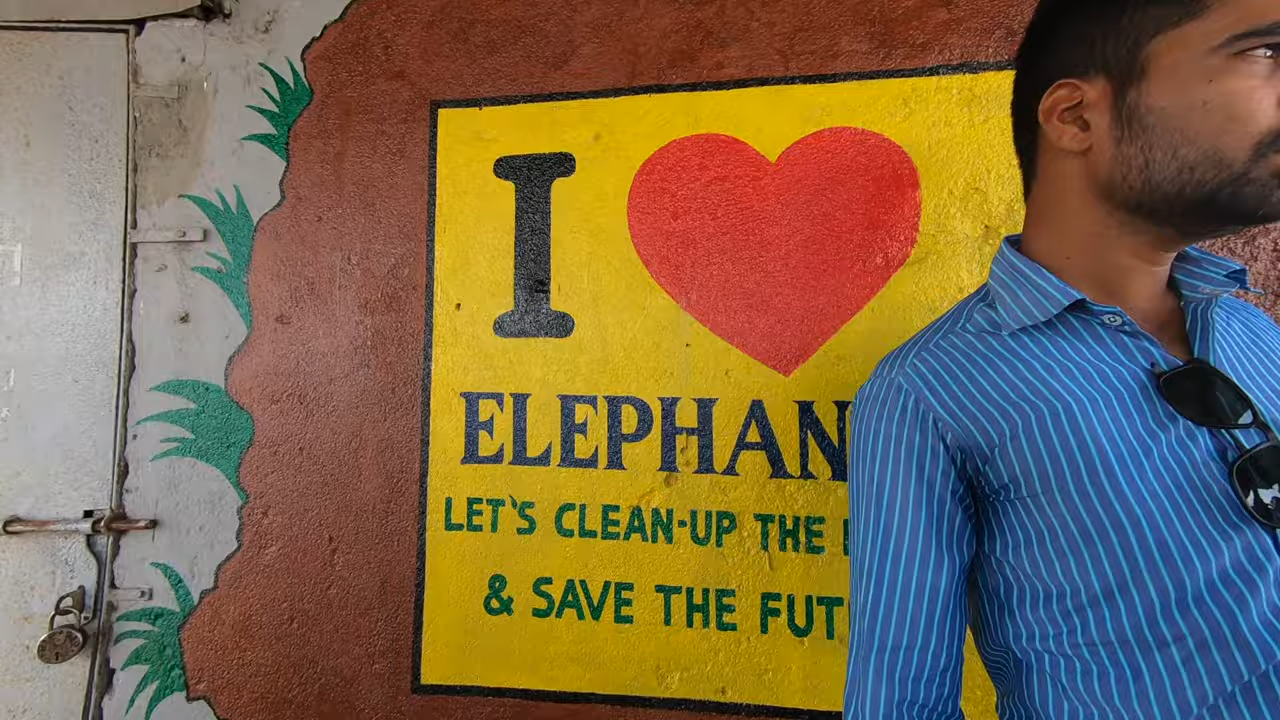 I ❤
ELEPHAN
LET'S CLEAN-UP THE
& SAVE THE FUT